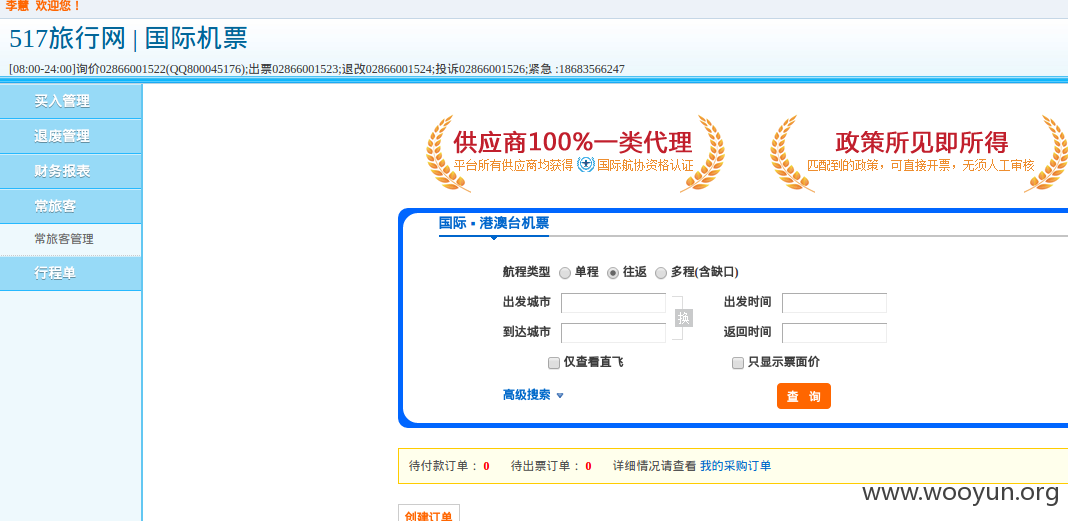 李慧 欢迎您！
517旅行网 | 国际机票
[08:00-24:00]询价02866001522(QQ800045176);出票02866001523;退改02866001524;投诉02866001526;紧急 :18683566247
买入管理
退废管理
财务报表
常旅客
常旅客管理
行程单
供应商100%一类代理
平台所有供应商均获得 国际航协资格认证
政策所见即所得
匹配到的政策，可直接开票，无须人工审核
国际 ▪ 港澳台机票
航程类型 单程 往返 多程(含缺口)
出发城市 出发时间
换
到达城市 返回时间
仅查看直飞 只显示票面价
高级搜索 查 询
待付款订单： 0 待出票订单： 0 详细情况请查看 我的采购订单
www.wooyun.org
创建订单